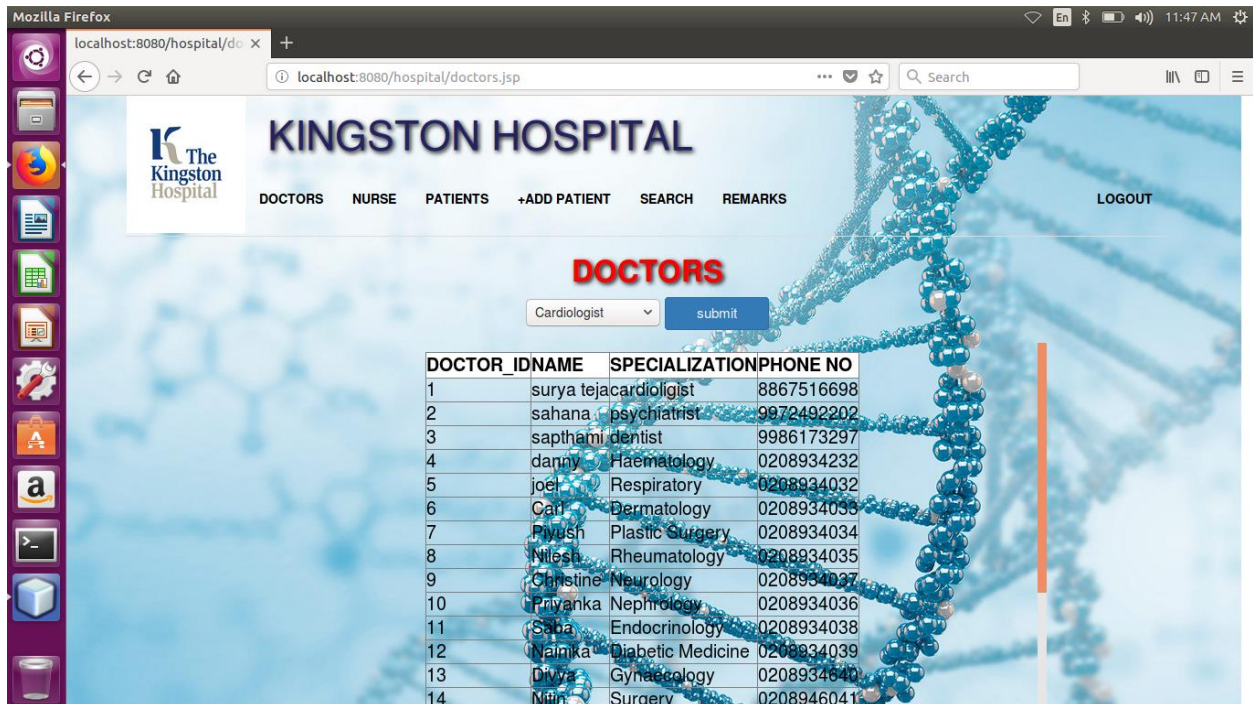 Mozilla Firefox
En
11:47 AM
localhost:8080/hospital/do
localhost:8080/hospital/doctors.jsp
Search
The
Kingston
Hospital
KINGSTON HOSPITAL
DOCTORS NURSE PATIENTS +ADD PATIENT SEARCH REMARKS LOGOUT
DOCTORS
Cardiologist submit
DOCTOR_ID NAME SPECIALIZATION PHONE NO
1 surya teja cardioligist 8867516698
2 sahana psychiatrist 9972492202
3 sapthami dentist 9986173297
4 danny Haematology 0208934232
5 joel Respiratory 0208934032
6 Carl Dermatology 0208934033
7 Piyush Plastic Surgery 0208934034
8 Nilesh Rheumatology 0208934035
9 Christine Neurology 0208934037
10 Priyanka Nephrology 0208934036
11 Saba Endocrinology 0208934038
12 Nainika Diabetic Medicine 0208934039
13 Divya Gynaecology 0208934640
14 Nitin Surgery 0208946041